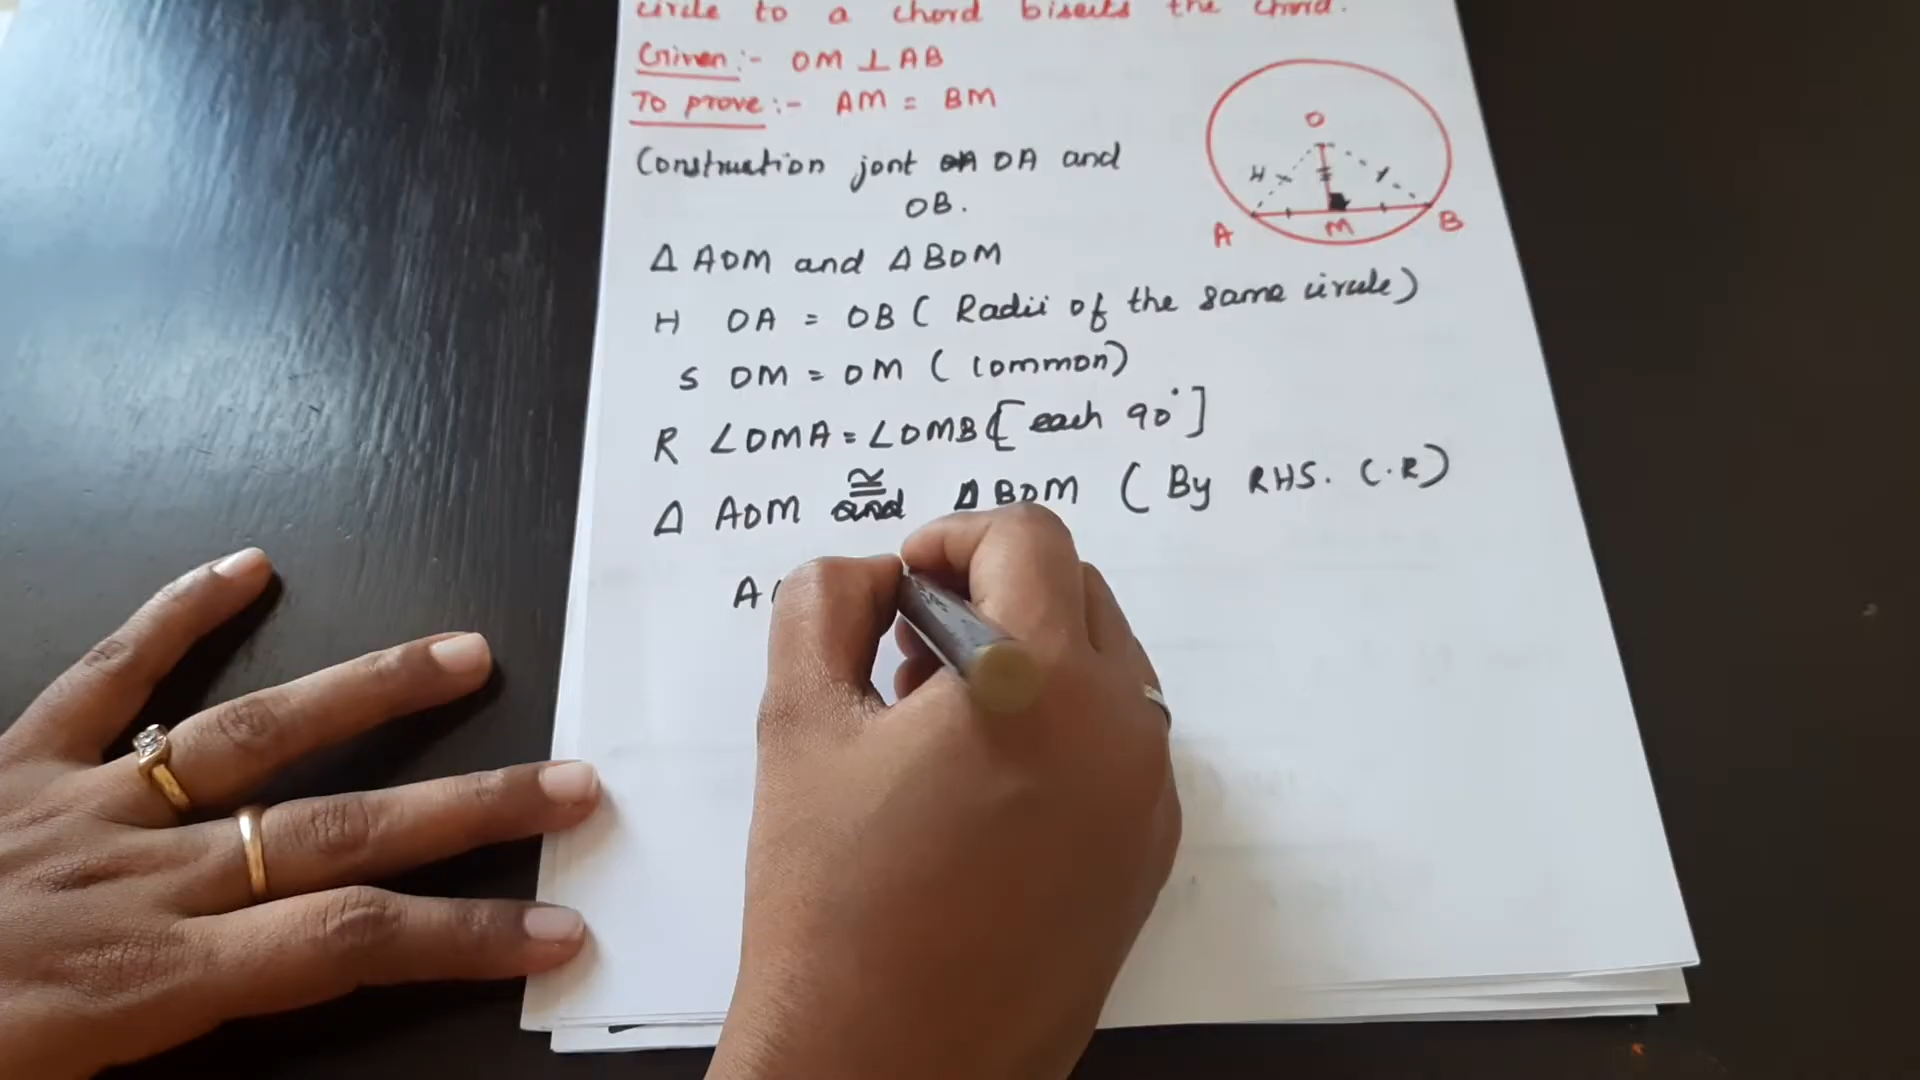 circle to a chord bisects the chord.
Given:- OM ⊥ AB
To prove:- AM = BM
Construction jont OA and
OB.
Δ AOM and Δ BOM
H OA = OB ( Radii of the same circle)
S OM = OM ( common)
R ∠OMA = ∠OMB [ each 90° ]
Δ AOM ≅ Δ BOM ( By RHS. C.R)
A
O
H
A
M
B